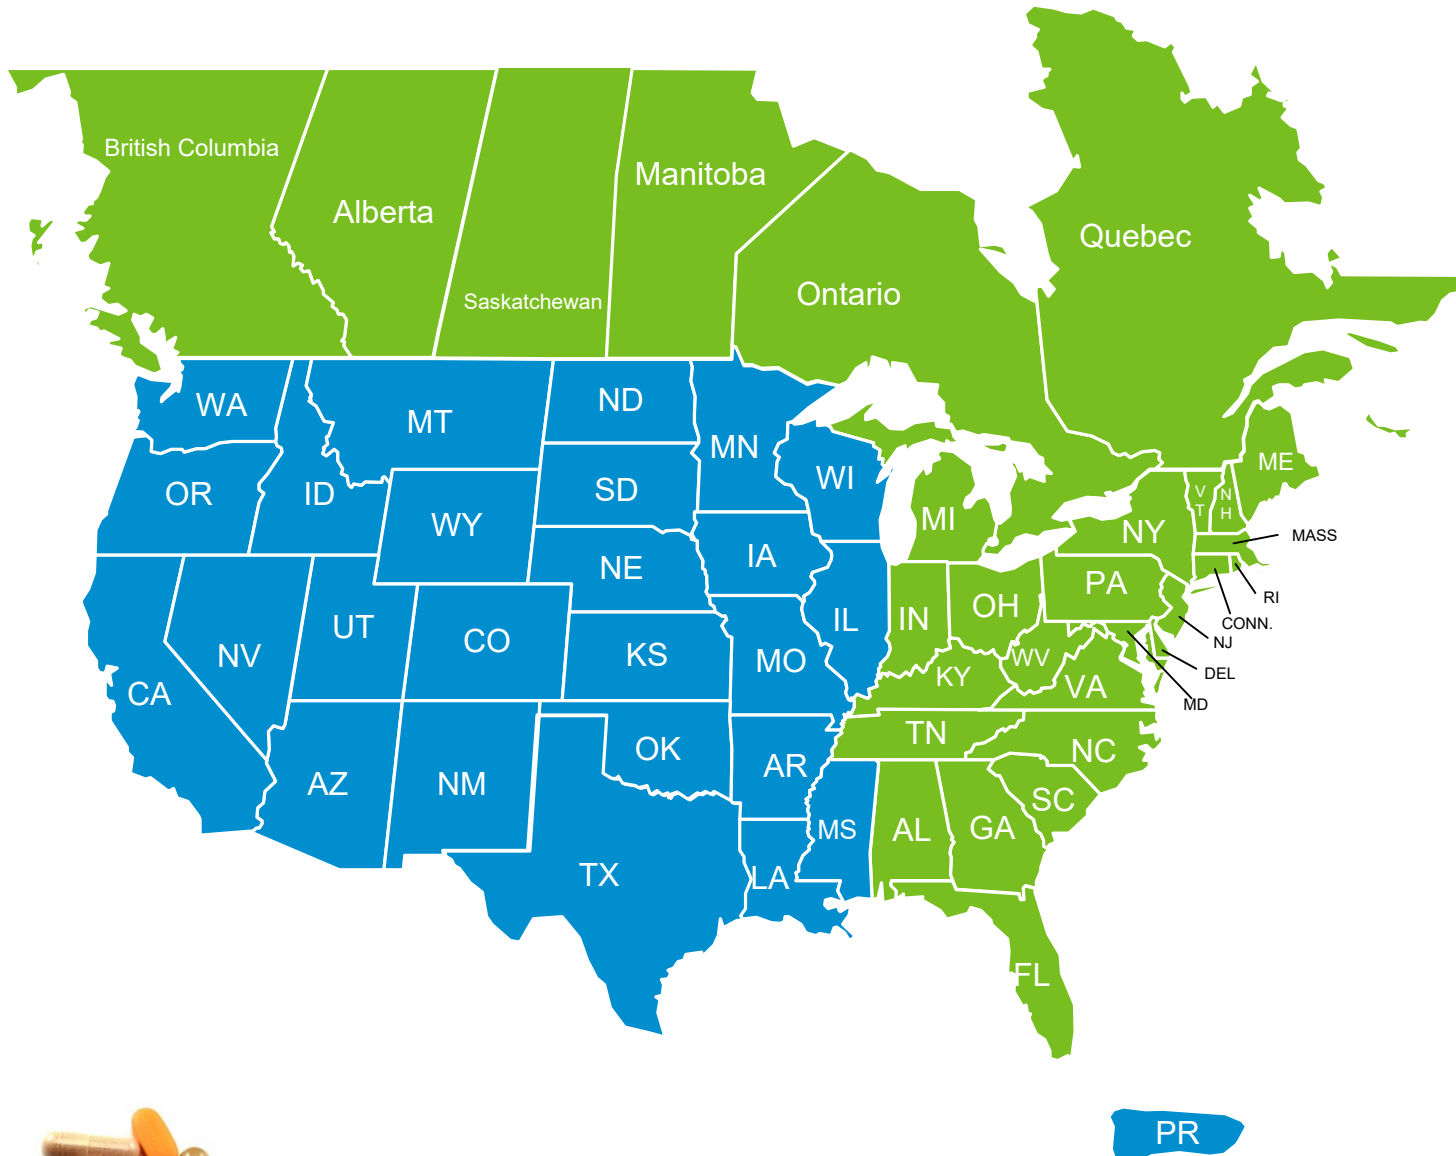 British Columbia
Alberta
Saskatchewan
Manitoba
Ontario
Quebec
WA
MT
ND
MN
OR
ID
WY
SD
WI
MI
NY
V
T
N
H
ME
MASS
RI
CONN.
NJ
DEL
MD
PA
CA
NV
UT
CO
NE
IA
KS
MO
IL
IN
OH
WV
KY
VA
AZ
NM
OK
AR
TN
NC
SC
TX
LA
MS
AL
GA
FL
PR